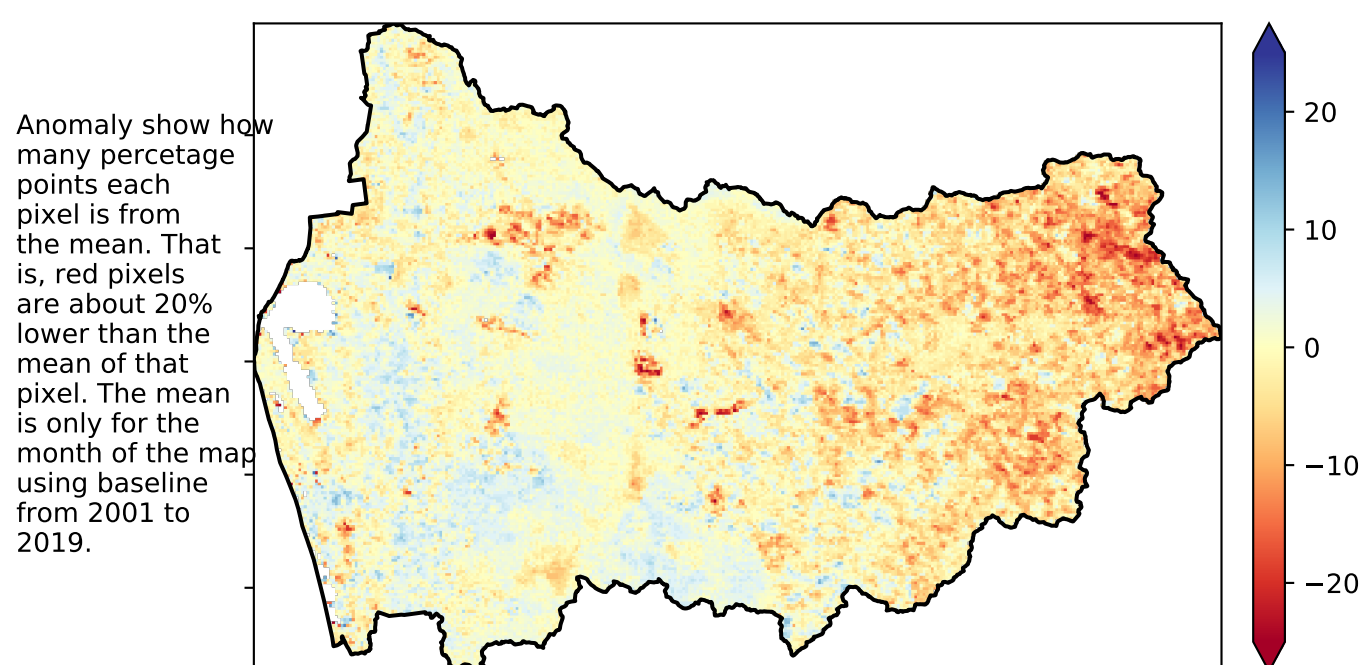 Anomaly show how
many percetage
points each
pixel is from
the mean. That
is, red pixels
are about 20%
lower than the
mean of that
pixel. The mean
is only for the
month of the map
using baseline
from 2001 to
2019.
20
10
0
−10
−20